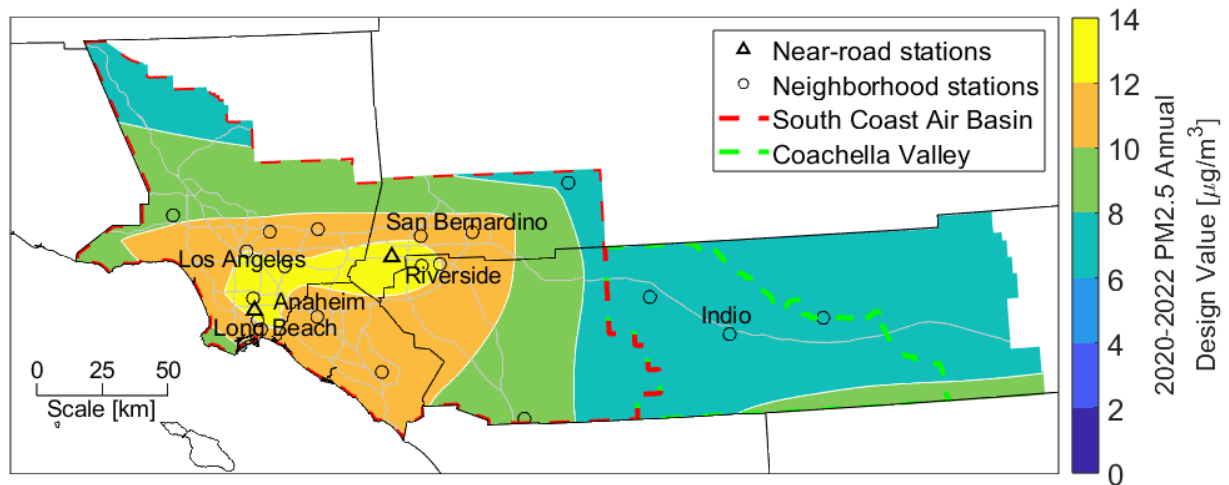 Near-road stations
Neighborhood stations
South Coast Air Basin
Coachella Valley
San Bernardino
Los Angeles
Riverside
Anaheim
Long Beach
Indio
0 25 50
Scale [km]
14
12
10
8
6
4
2
0
2020-2022 PM2.5 Annual
Design Value [μg/m³]